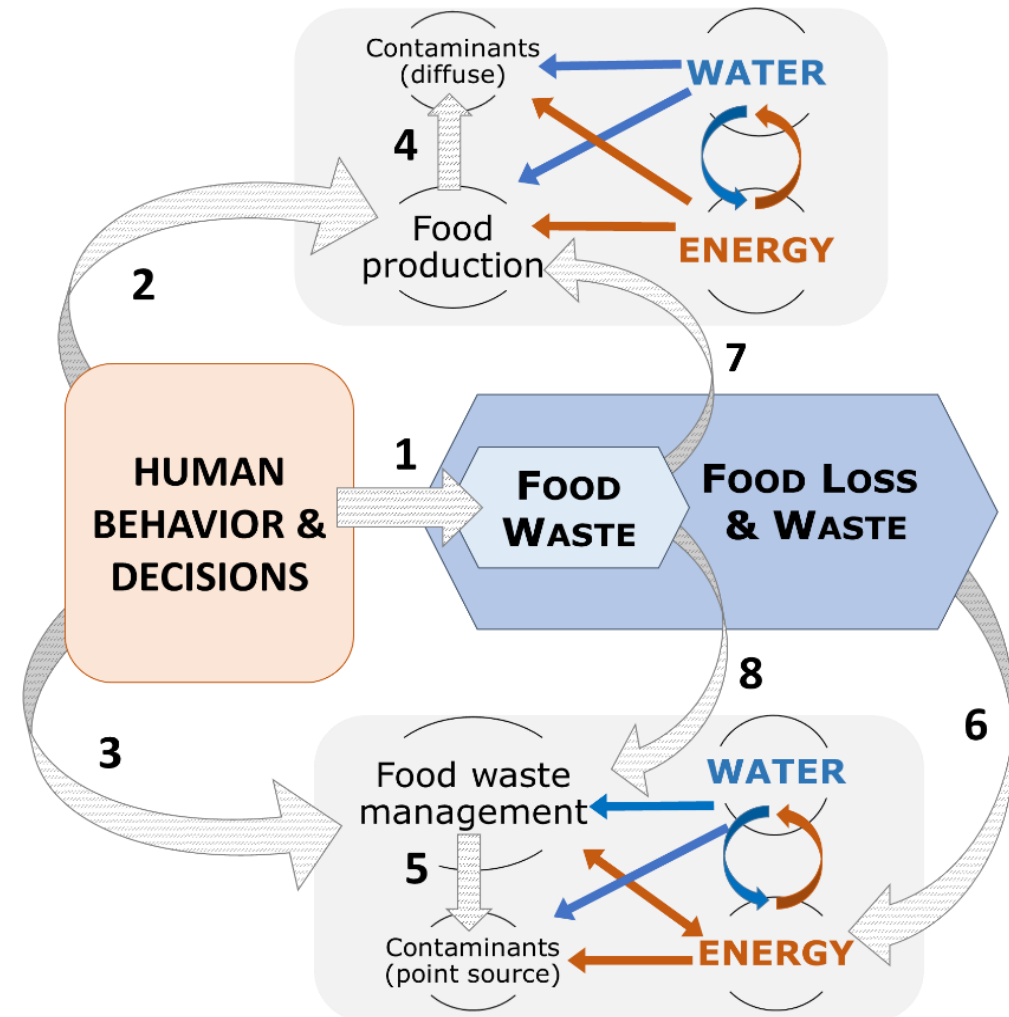 Contaminants
(diffuse)
WATER
4
Food
production
ENERGY
2
7
1
HUMAN
BEHAVIOR &
DECISIONS
FOOD
WASTE
FOOD LOSS
& WASTE
8
6
3
Food waste
management
WATER
5
Contaminants
(point source)
ENERGY